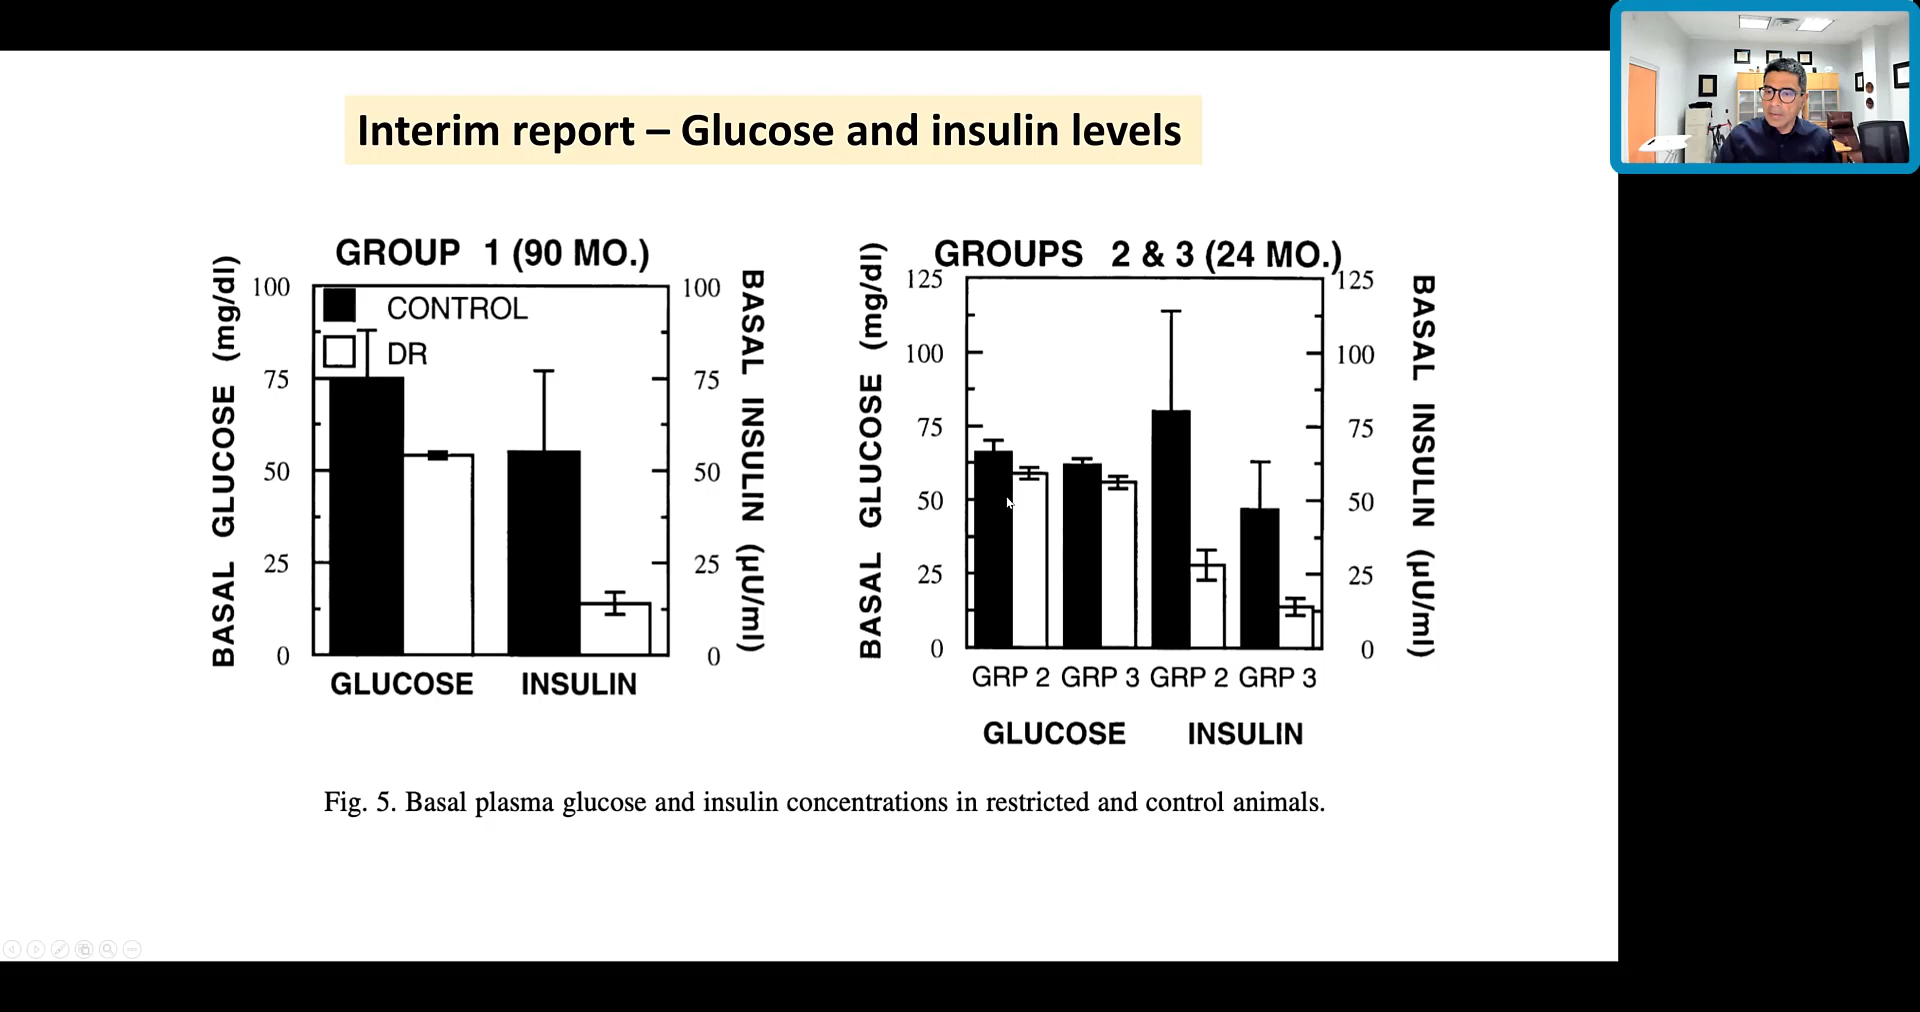 Interim report – Glucose and insulin levels
GROUP 1 (90 MO.)
BASAL GLUCOSE (mg/dl)
100
75
50
25
0
CONTROL
DR
100
75
50
25
0
BASAL INSULIN (µU/ml)
GLUCOSE INSULIN
GROUPS 2 & 3 (24 MO.)
BASAL GLUCOSE (mg/dl)
125
100
75
50
25
0
125
100
75
50
25
0
BASAL INSULIN (µU/ml)
GRP 2 GRP 3 GRP 2 GRP 3
GLUCOSE INSULIN
Fig. 5. Basal plasma glucose and insulin concentrations in restricted and control animals.